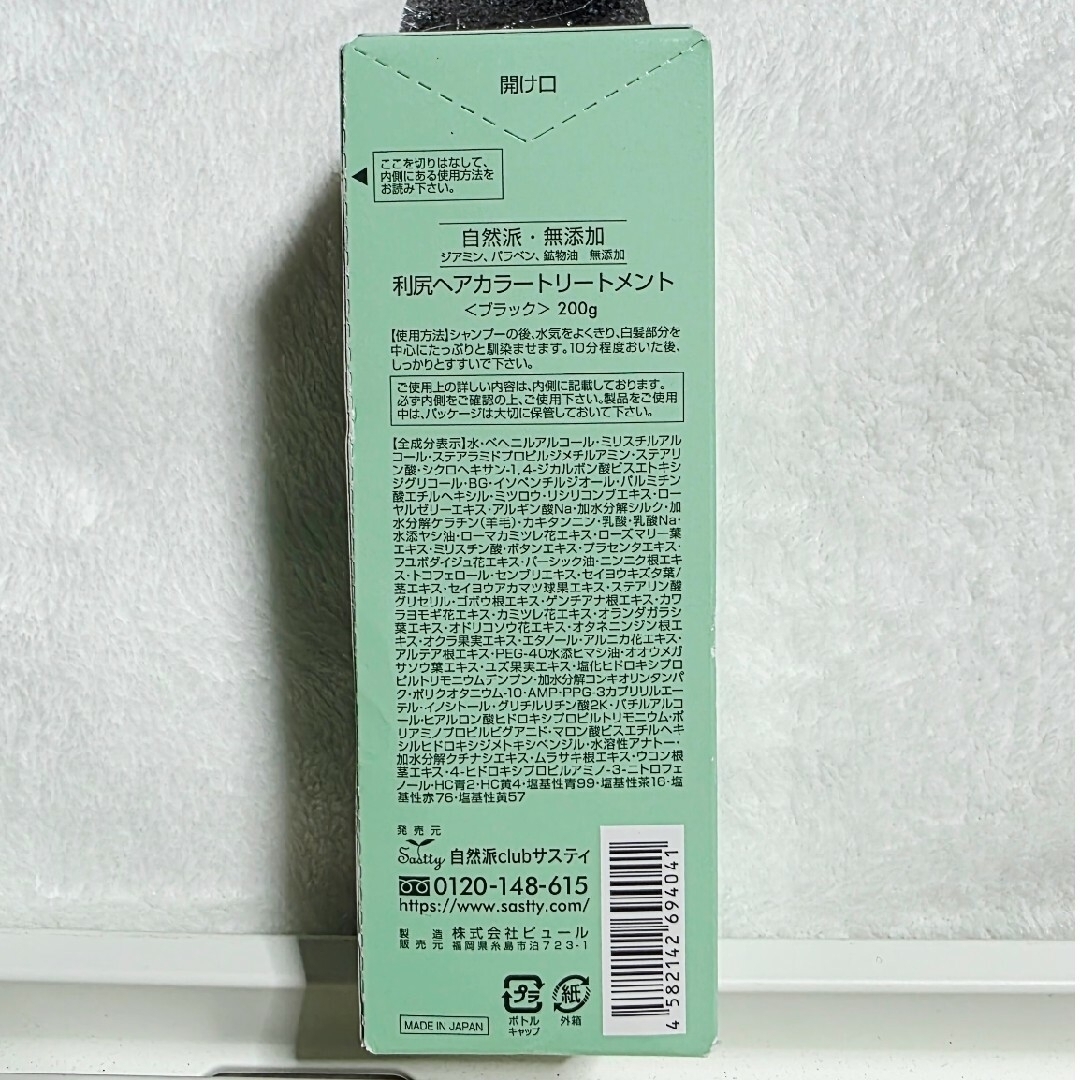 開け口
ここを切りはなして、
内側にある使用方法を
お読み下さい。
自然派・無添加
ジアミン、パラベン、鉱物油 無添加
利尻ヘアカラートリートメント
＜ブラック＞ 200g
【使用方法】シャンプーの後、水気をよくきり、白髪部分を
中心にたっぷりと馴染ませます。10分程度おいた後、
しっかりとすすいで下さい。
ご使用上の詳しい内容は、内側に記載しております。
必ず内側をご確認の上、ご使用下さい。製品をご使用
中は、パッケージは大切に保管しておいて下さい。
【全成分表示】水・ベヘニルアルコール・ミリスチルアル
コール・ステアラミドプロピルジメチルアミン・ステアリ
ン酸・シクロヘキサン-1,4-ジカルボン酸ビスエトキシ
ジグリコール・BG・イソペンチルジオール・パルミチン
酸エチルヘキシル・ミツロウ・リシリコンブエキス・ロー
ヤルゼリーエキス・アルギン酸Na・加水分解シルク・加
水分解ケラチン(羊毛)・カキタンニン・乳酸・乳酸Na・
水添ヤシ油・ローマカミツレ花エキス・ローズマリー葉
エキス・ミリスチン酸・ボタンエキス・プラセンタエキス・
フユボダイジュ花エキス・パーシック油・ニンニク根エキ
ス・トコフェロール・センブリエキス・セイヨウキズタ葉/
茎エキス・セイヨウアカマツ球果エキス・ステアリン酸
グリセリル・ゴボウ根エキス・ゲンチアナ根エキス・カワ
ラヨモギ花エキス・カミツレ花エキス・オランダガラシ
葉エキス・オドリコソウ花エキス・オタネニンジン根エ
キス・オクラ果実エキス・エタノール・アルニカ花エキス・
アルテア根エキス・PEG-40水添ヒマシ油・オオウメガ
サソウ葉エキス・ユズ果実エキス・塩化ヒドロキシプロ
ピルトリモニウムデンプン・加水分解コンキオリンタンパ
ク・ポリクオタニウム-10・AMP・PPG-3カプリリルエー
テル・イノシトール・グリチルリチン酸2K・バチルアルコ
ール・ヒアルロン酸ヒドロキシプロピルトリモニウム・ポ
リアミノプロピルビグアニド・マロン酸ビスエチルヘキ
シルヒドロキシジメトキシベンジル・水溶性アナトー・
加水分解クチナシエキス・ムラサキ根エキス・ウコン根
茎エキス・4-ヒドロキシプロピルアミノ-3-ニトロフェ
ノール・HC青2・HC黄4・塩基性青99・塩基性茶16・塩
基性赤76・塩基性黄57
発売元
Sastty 自然派clubサスティ
0120-148-615
https://www.sastty.com/
製造 株式会社ピュール
販売元 福岡県糸島市泊723-1
プラ
紙
ボトル
キャップ
外箱
MADE IN JAPAN
4 582142 694041